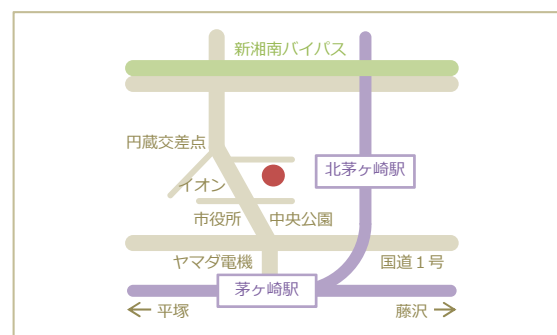 新湘南バイパス
円蔵交差点
北茅ヶ崎駅
イオン
市役所
中央公園
ヤマダ電機
国道１号
茅ヶ崎駅
平塚
藤沢